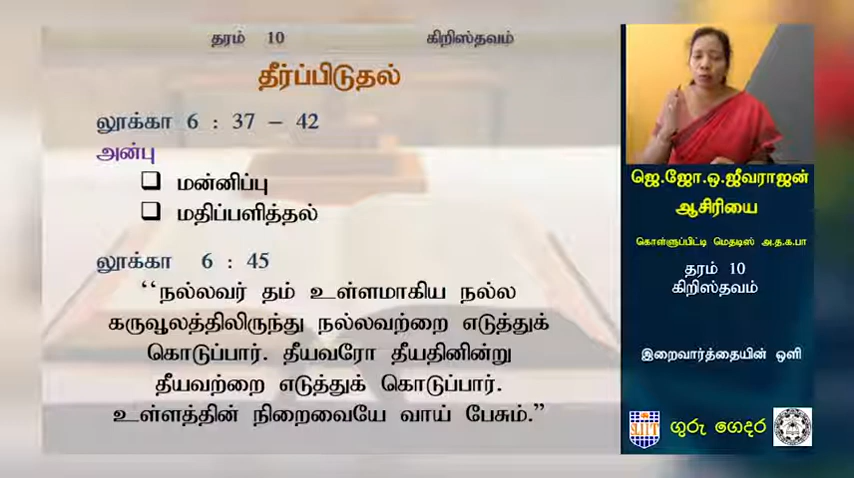 தரம் 10 கிறிஸ்தவம்
தீர்ப்பிடுதல்
லூக்கா 6 : 37 – 42
அன்பு
மன்னிப்பு
மதிப்பளித்தல்
லூக்கா 6 : 45
‘‘நல்லவர் தம் உள்ளமாகிய நல்ல
கருவூலத்திலிருந்து நல்லவற்றை எடுத்துக்
கொடுப்பார். தீயவரோ தீயதினின்று
தீயவற்றை எடுத்துக் கொடுப்பார்.
உள்ளத்தின் நிறைவையே வாய் பேசும்.”
ஜெ.ஜோ.ஒ.ஜீவராஜன்
ஆசிரியை
கொள்ளுப்பிட்டி மெதடிஸ் அ.த.க.பா
தரம் 10
கிறிஸ்தவம்
இறைவார்த்தையின் ஒளி
SLIIT ගුරු ගෙදර